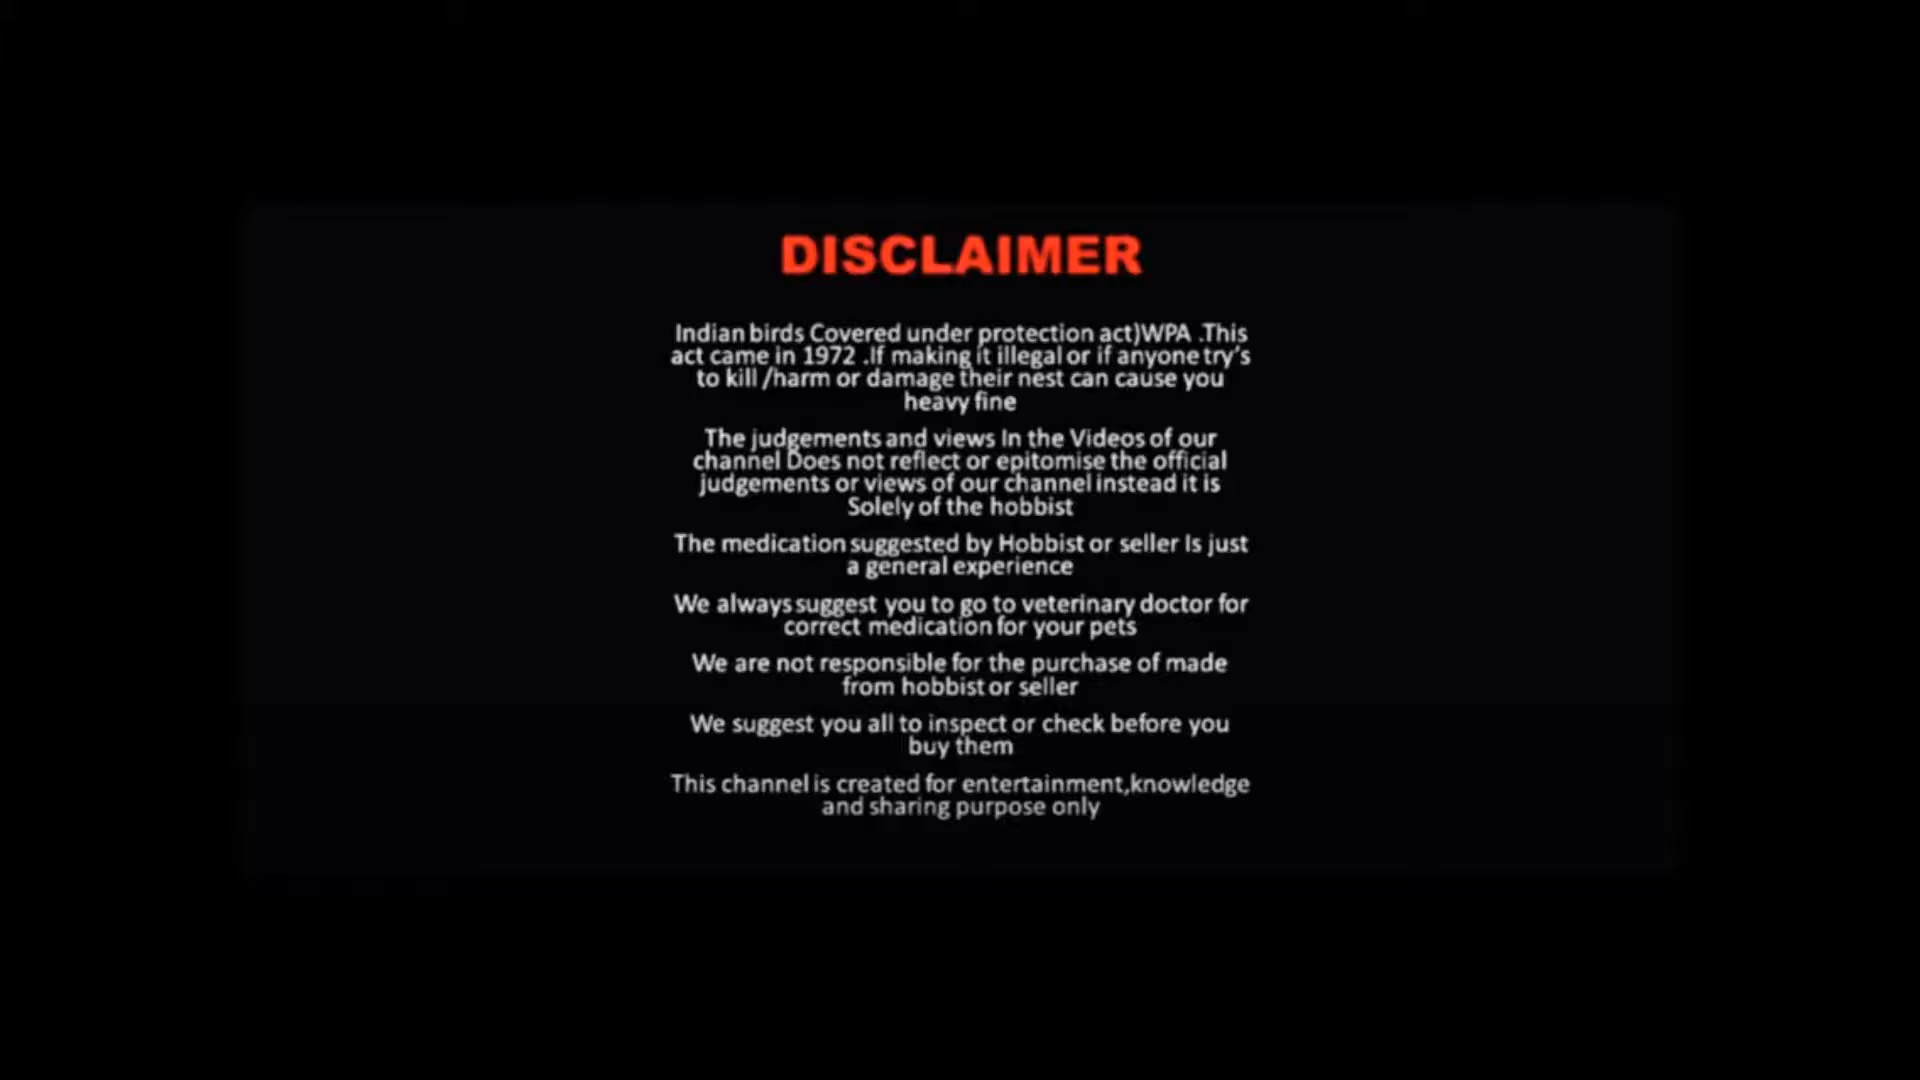 DISCLAIMER
Indian birds Covered under protection act)WPA .This
act came in 1972 .If making it illegal or if anyone try's
to kill /harm or damage their nest can cause you
heavy fine
The judgements and views In the Videos of our
channel Does not reflect or epitomise the official
judgements or views of our channel instead it is
Solely of the hobbist
The medication suggested by Hobbist or seller Is just
a general experience
We always suggest you to go to veterinary doctor for
correct medication for your pets
We are not responsible for the purchase of made
from hobbist or seller
We suggest you all to inspect or check before you
buy them
This channel is created for entertainment,knowledge
and sharing purpose only